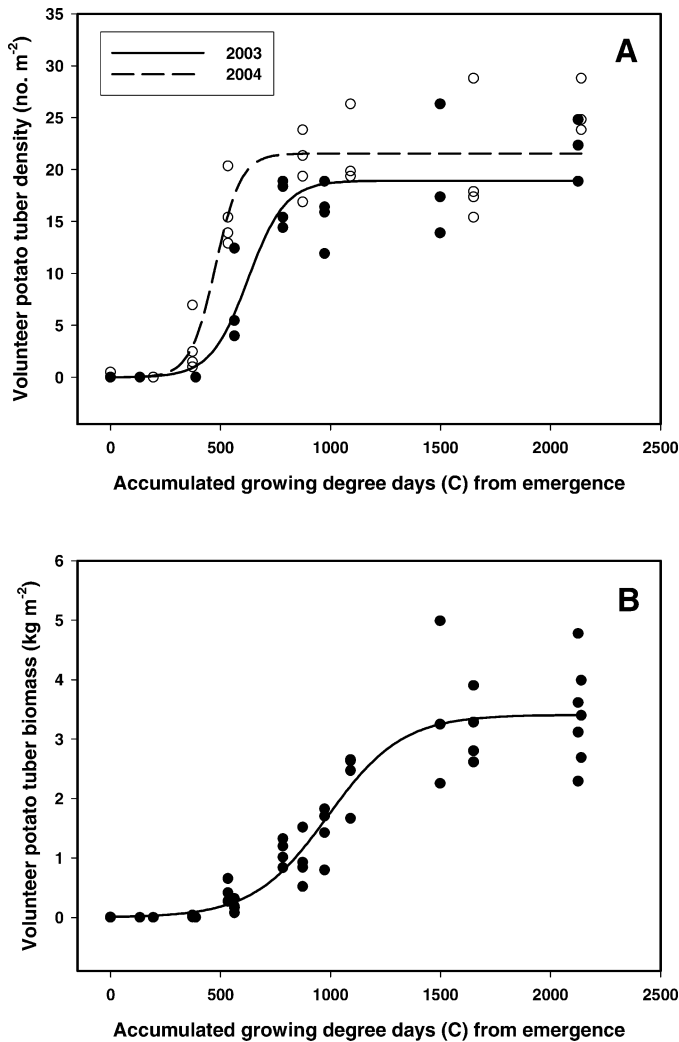 35
30
25
20
15
10
5
0
Volunteer potato tuber density (no. m⁻²)
2003
2004
A
0 500 1000 1500 2000 2500
Accumulated growing degree days (C) from emergence
6
5
4
3
2
1
0
Volunteer potato tuber biomass (kg m⁻²)
B
0 500 1000 1500 2000 2500
Accumulated growing degree days (C) from emergence